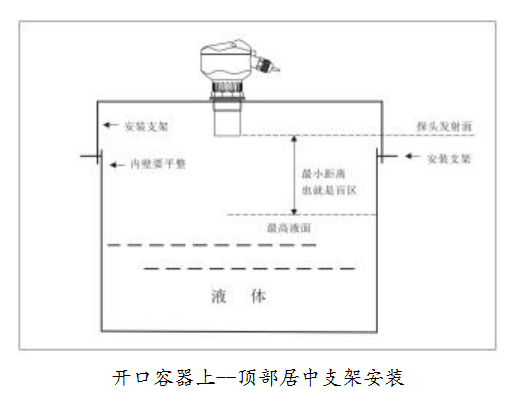 安装支架
探头发射面
内壁要平整
安装支架
最小距离
也就是盲区
最高液面
液 体
开口容器上--顶部居中支架安装